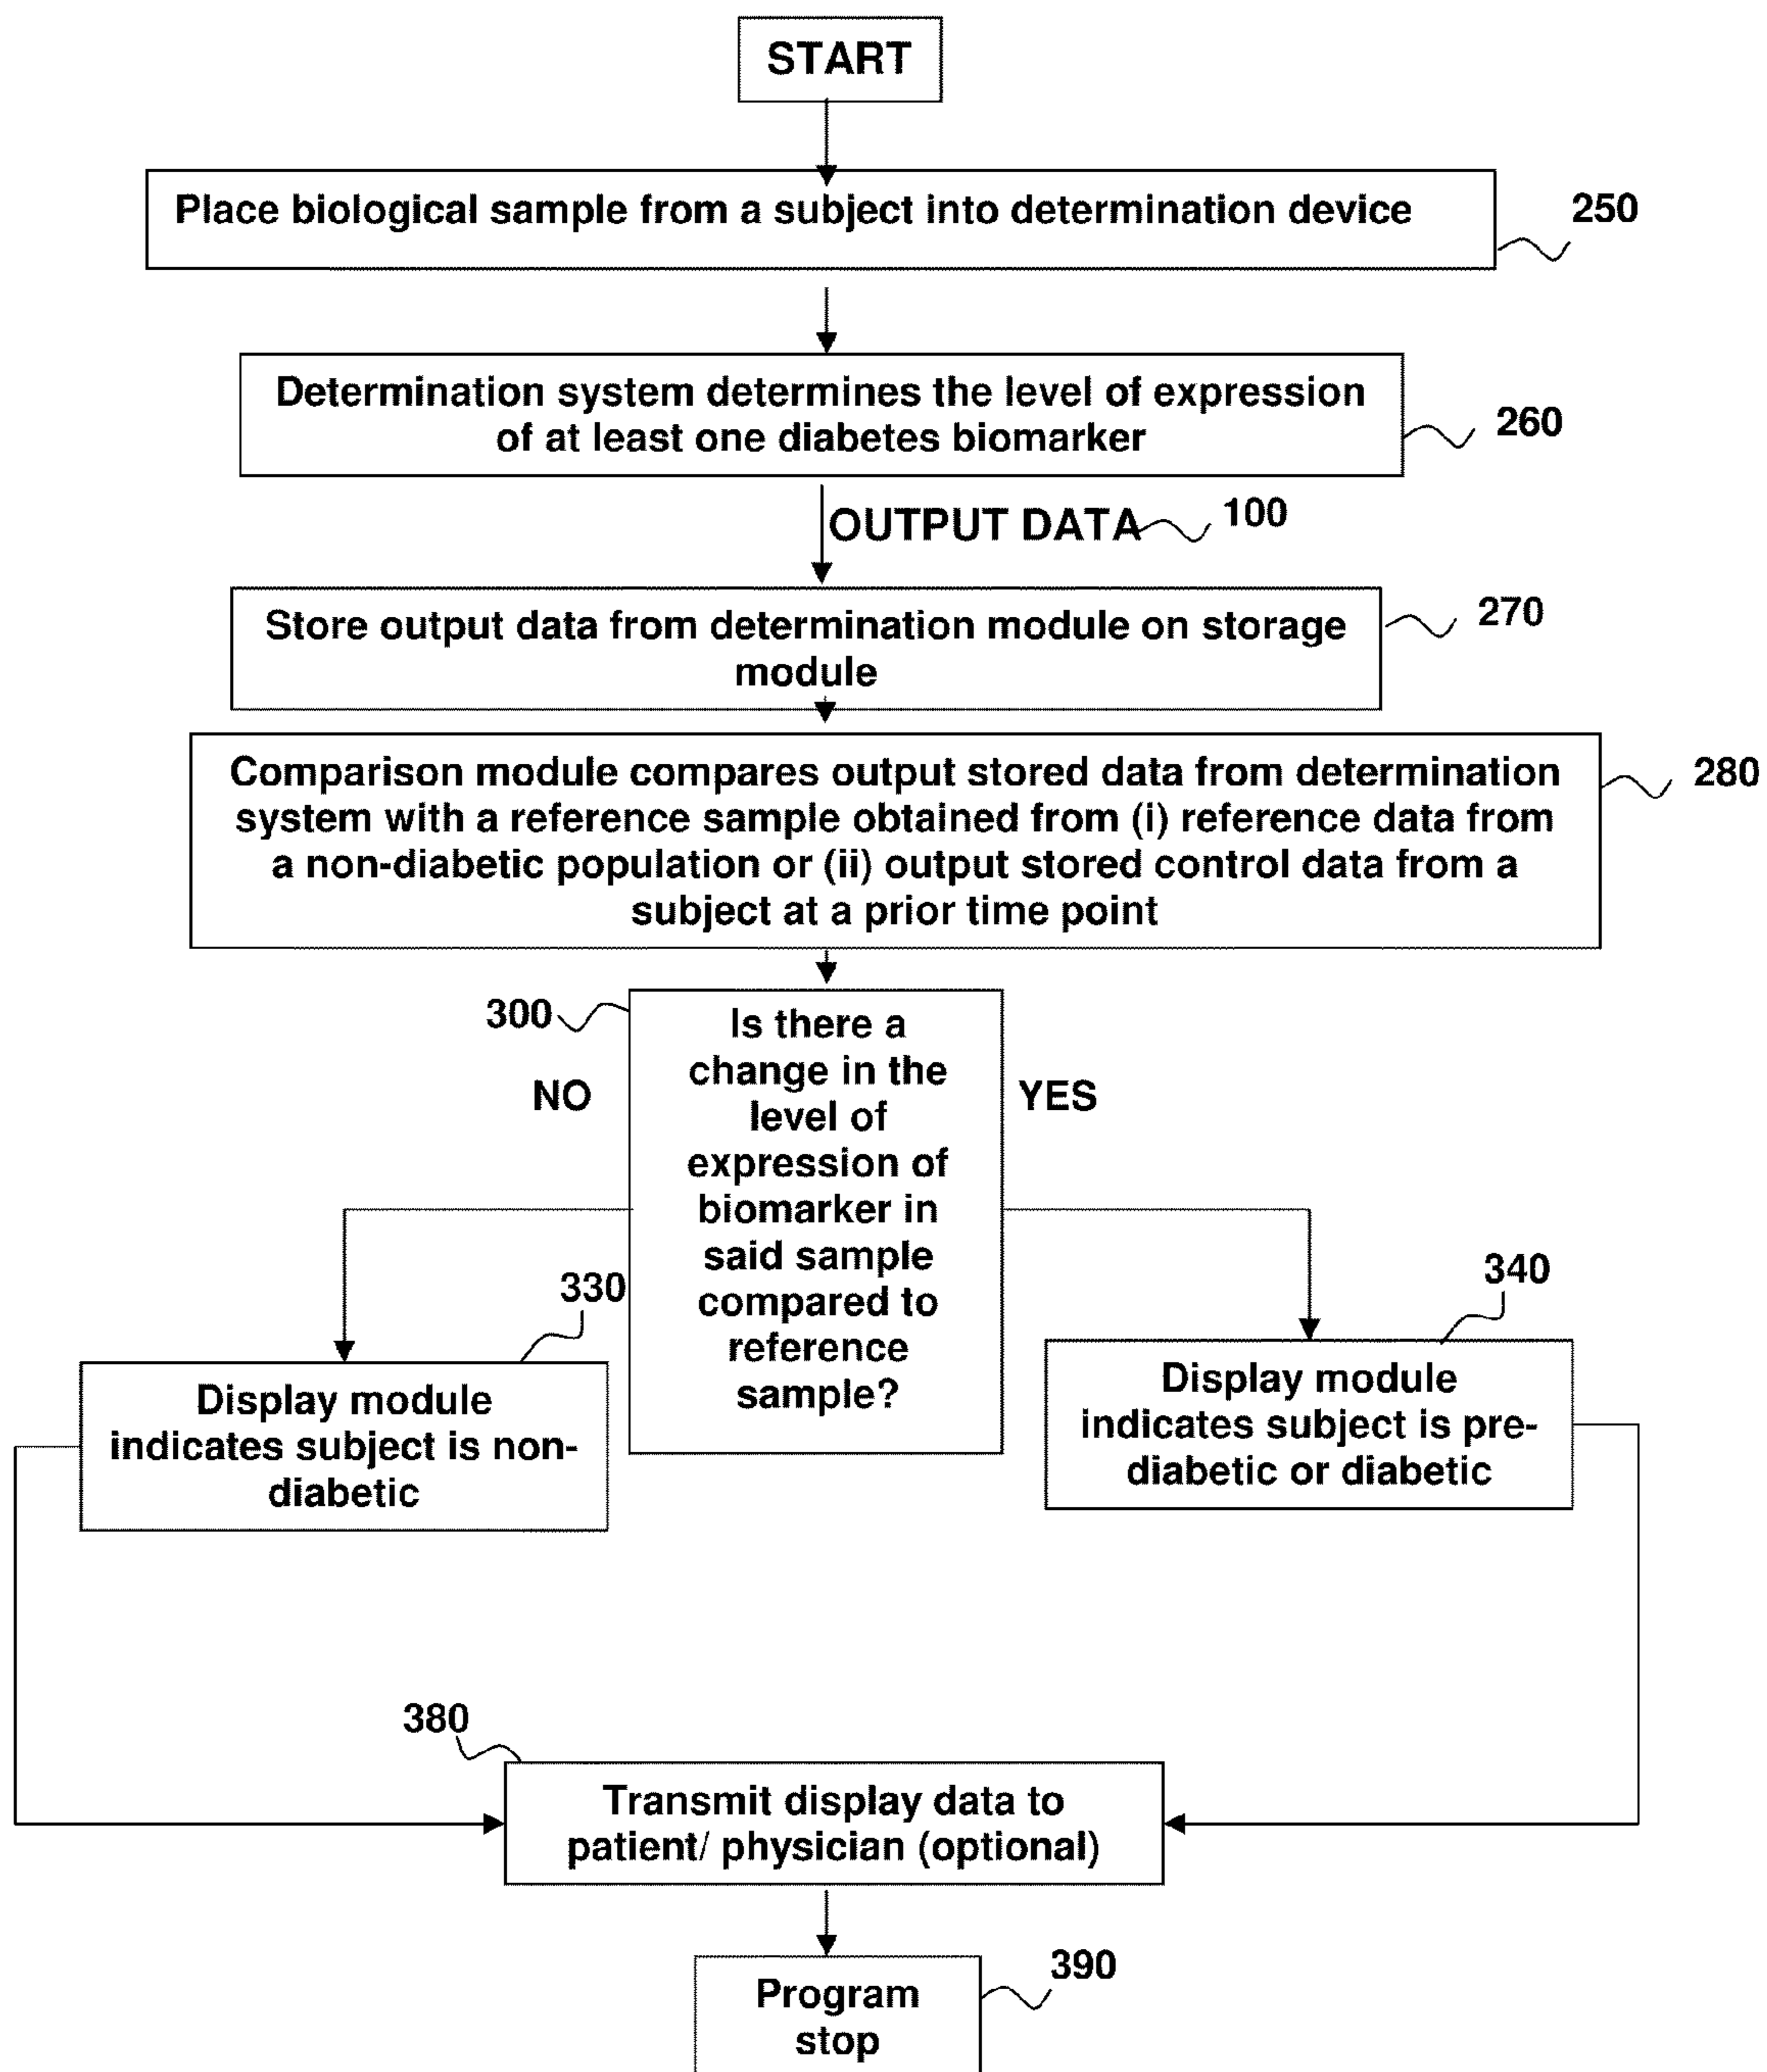 START
Place biological sample from a subject into determination device
250
Determination system determines the level of expression
of at least one diabetes biomarker
260
OUTPUT DATA
100
Store output data from determination module on storage
module
270
Comparison module compares output stored data from determination
system with a reference sample obtained from (i) reference data from
a non-diabetic population or (ii) output stored control data from a
subject at a prior time point
280
300
Is there a
change in the
level of
expression of
biomarker in
said sample
compared to
reference
sample?
NO
YES
330
Display module
indicates subject is non-
diabetic
340
Display module
indicates subject is pre-
diabetic or diabetic
380
Transmit display data to
patient/ physician (optional)
Program
stop
390